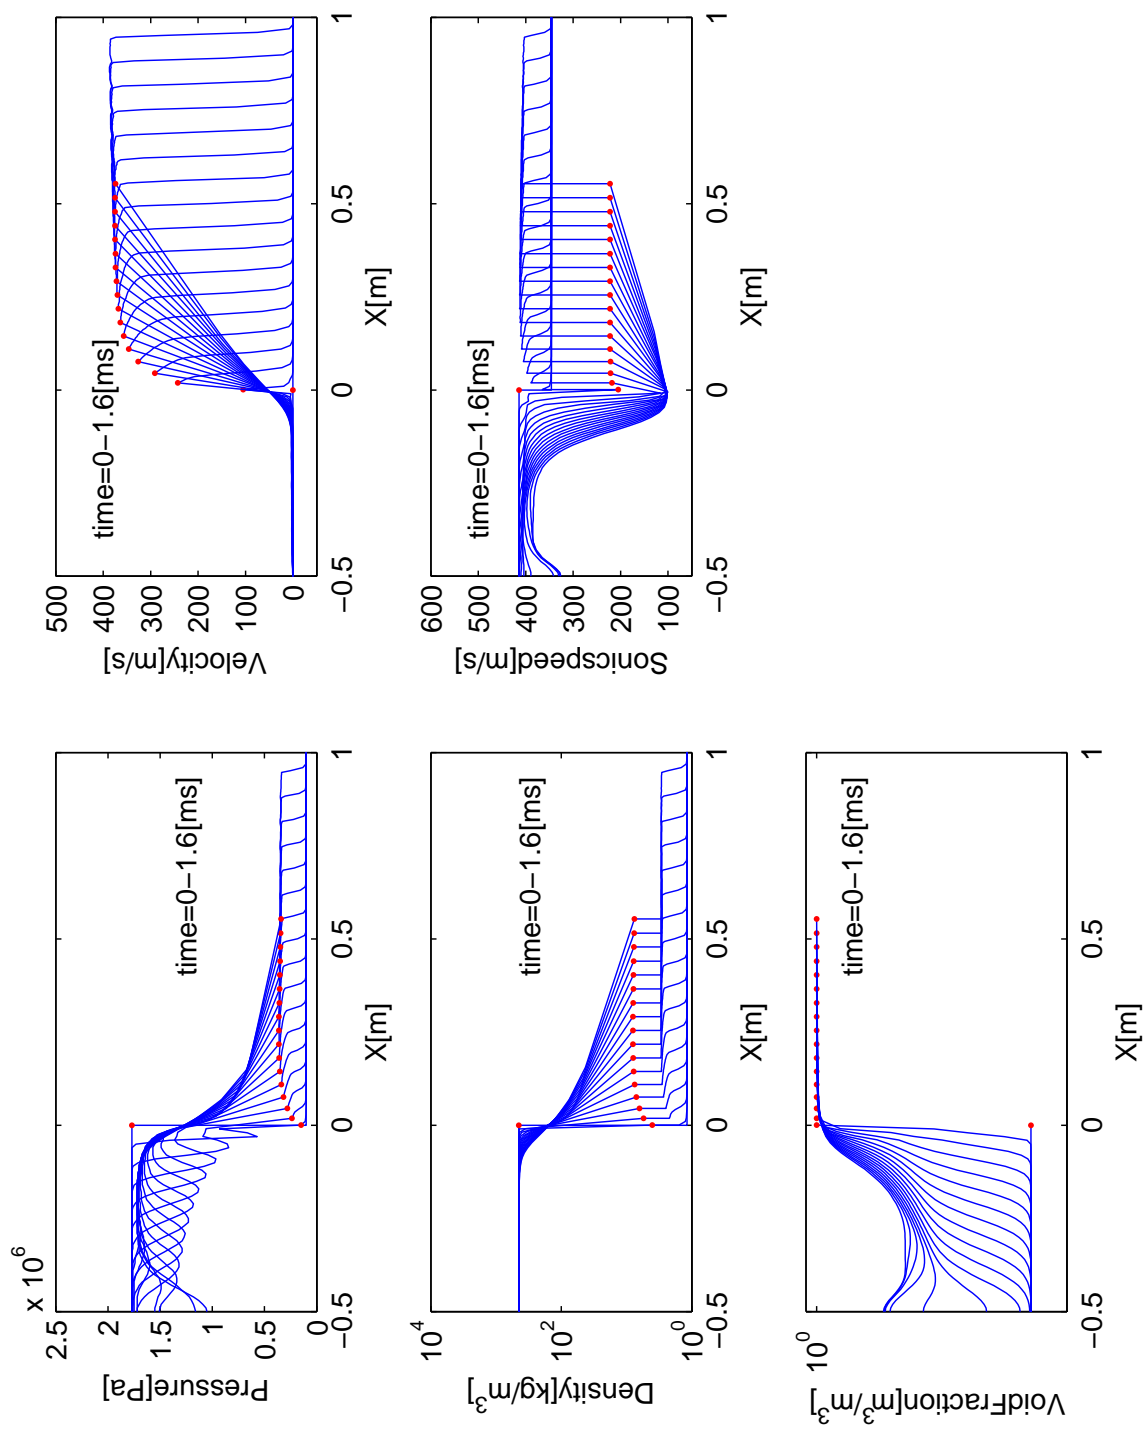 x 10^6
2.5
2
1.5
1
0.5
0
Pressure[Pa]
time=0−1.6[ms]
−0.5
0
0.5
1
X[m]
500
400
300
200
100
0
Velocity[m/s]
time=0−1.6[ms]
−0.5
0
0.5
1
X[m]
10^4
10^2
10^0
Density[kg/m^3]
time=0−1.6[ms]
−0.5
0
0.5
1
X[m]
600
500
400
300
200
100
Sonicspeed[m/s]
time=0−1.6[ms]
−0.5
0
0.5
1
X[m]
10^0
VoidFraction[m^3/m^3]
time=0−1.6[ms]
−0.5
0
0.5
1
X[m]